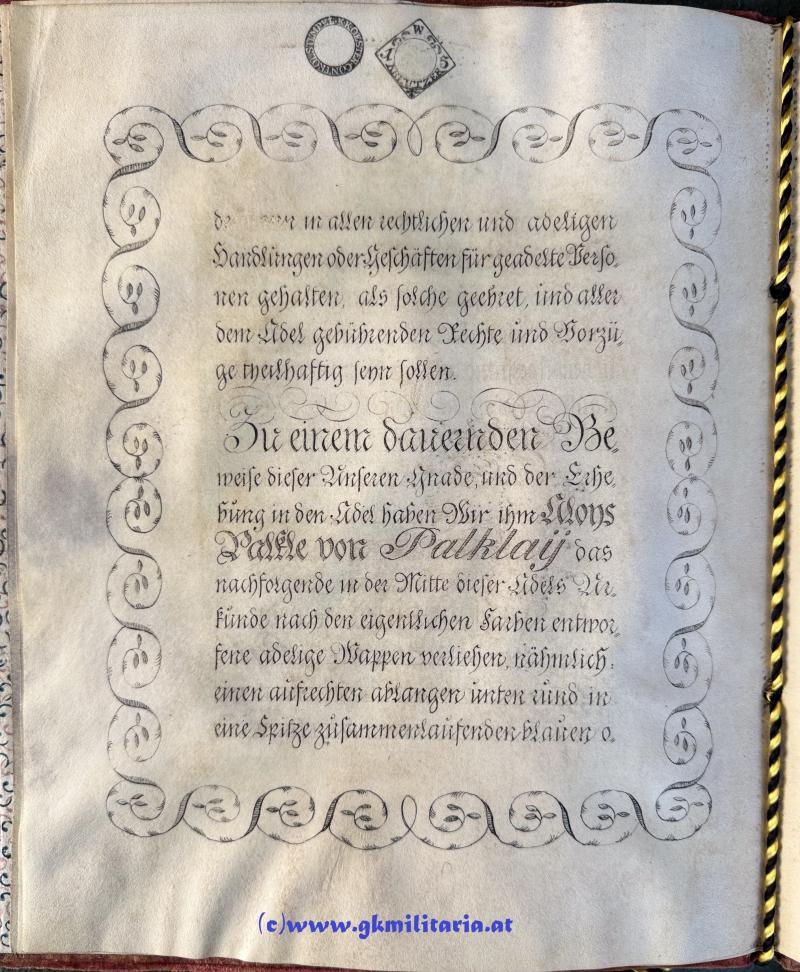 W
15
KREUTZER
in allen rechtlichen und adeligen
Handlungen oder Geschäften für geadelte Perso-
nen gehalten, als solche geehret, und aller
dem Adel gebührenden Rechte und Vorzü-
ge theilhaftig seyn sollen.
Zu einem dauernden Be-
weise dieser Unseren Gnade, und der Erhe-
bung in den Adel haben Wir ihm Aloys
Palkle von Palklaÿ das
nachfolgende in der Mitte dieser Adels Ur-
kunde nach den eigentlichen Farben entwor-
fene adelige Wappen verliehen, nähmlich:
einen aufrechten ablangen unten rund in
eine Spitze zusammenlaufenden blauen o.
(c)www.gkmilitaria.at